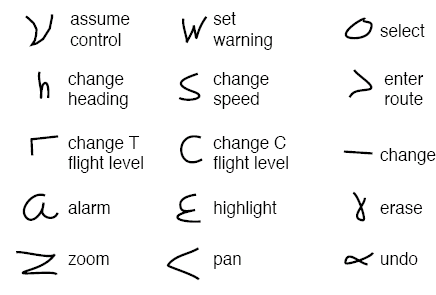 assume control
set warning
select
change heading
change speed
enter route
change T flight level
change C flight level
change
alarm
highlight
erase
zoom
pan
undo